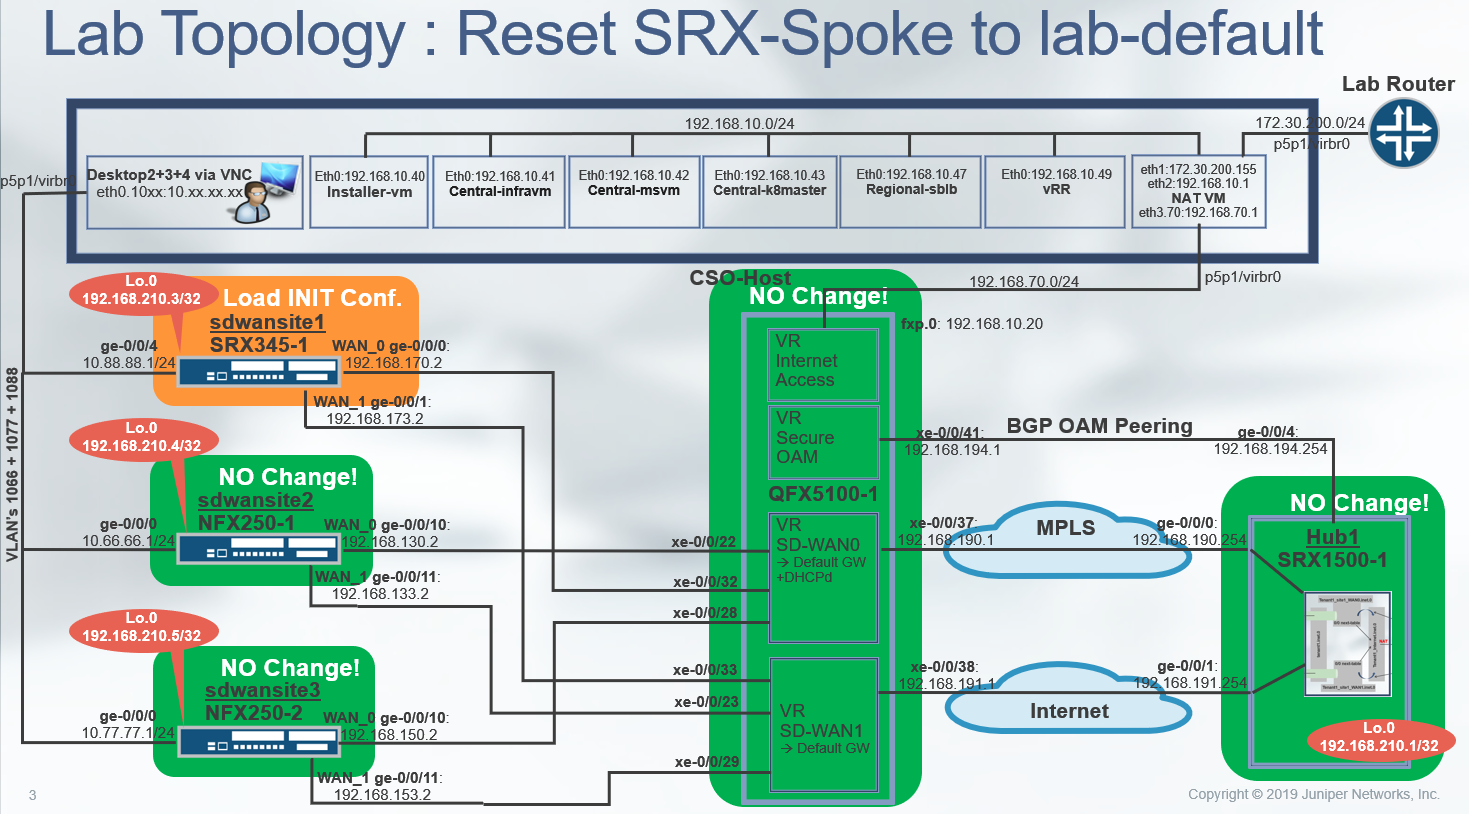 Lab Topology : Reset SRX-Spoke to lab-default
Lab Router
192.168.10.0/24
172.30.200.0/24
p5p1/virbr0
p5p1/virbr
Desktop2+3+4 via VNC
eth0.10xx:10.xx.xx.xx
Eth0:192.168.10.40
Installer-vm
Eth0:192.168.10.41
Central-infravm
Eth0:192.168.10.42
Central-msvm
Eth0:192.168.10.43
Central-k8master
Eth0:192.168.10.47
Regional-sblb
Eth0:192.168.10.49
vRR
eth1:172.30.200.155
eth2:192.168.10.1
NAT VM
eth3.70:192.168.70.1
CSO-Host
192.168.70.0/24
p5p1/virbr0
Lo.0
192.168.210.3/32
Load INIT Conf.
sdwansite1
SRX345-1
ge-0/0/4
10.88.88.1/24
WAN_0 ge-0/0/0:
192.168.170.2
WAN_1 ge-0/0/1:
192.168.173.2
VLAN's 1066 + 1077 + 1088
Lo.0
192.168.210.4/32
NO Change!
sdwansite2
NFX250-1
ge-0/0/0
10.66.66.1/24
WAN_0 ge-0/0/10:
192.168.130.2
WAN_1 ge-0/0/11:
192.168.133.2
Lo.0
192.168.210.5/32
NO Change!
sdwansite3
NFX250-2
ge-0/0/0
10.77.77.1/24
WAN_0 ge-0/0/10:
192.168.150.2
WAN_1 ge-0/0/11:
192.168.153.2
NO Change!
fxp.0: 192.168.10.20
VR
Internet
Access
VR
Secure
OAM
QFX5100-1
VR
SD-WAN0
→ Default GW
+DHCPd
VR
SD-WAN1
→ Default GW
xe-0/0/22
xe-0/0/32
xe-0/0/28
xe-0/0/33
xe-0/0/23
xe-0/0/29
xe-0/0/41:
192.168.194.1
BGP OAM Peering
ge-0/0/4:
192.168.194.254
xe-0/0/37:
192.168.190.1
MPLS
ge-0/0/0:
192.168.190.254
xe-0/0/38:
192.168.191.1
Internet
ge-0/0/1:
192.168.191.254
NO Change!
Hub1
SRX1500-1
Tenant1_site1_WAN0.inet.0
0/0 next-table
NAT
0/0 next-table
Tenant1_site1_WAN1.inet.0
Lo.0
192.168.210.1/32
3
Copyright © 2019 Juniper Networks, Inc.